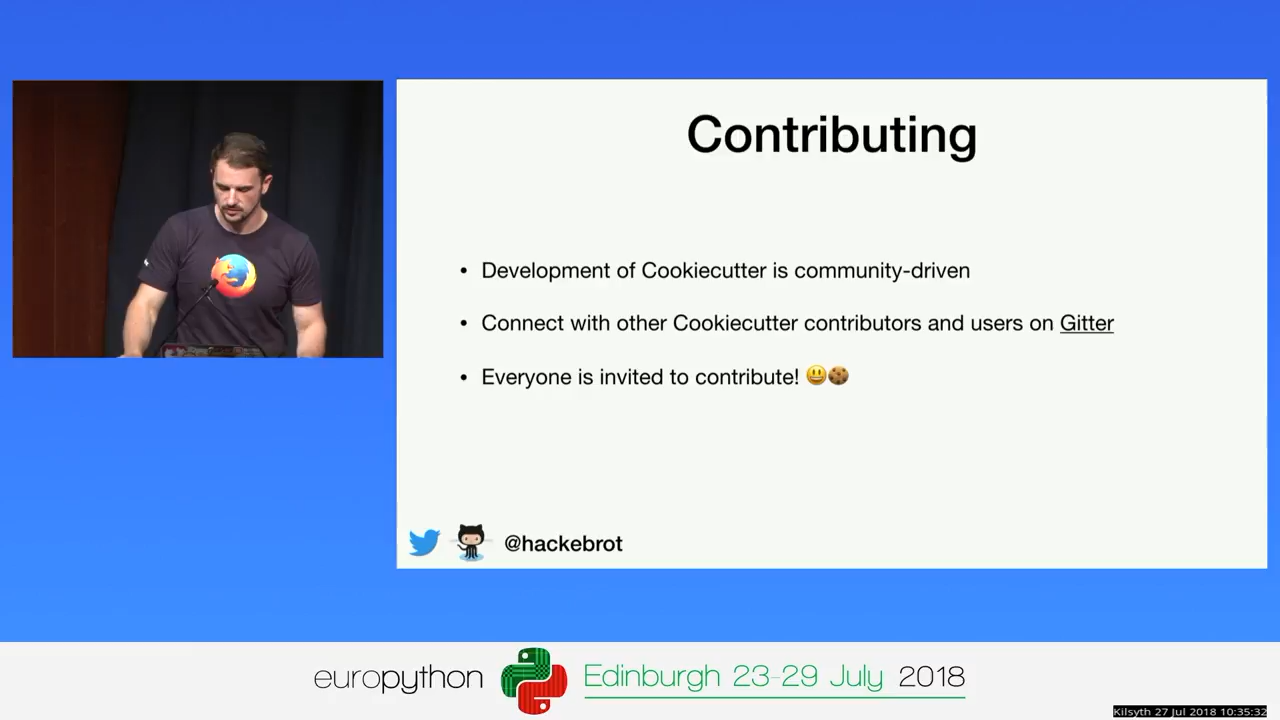 Contributing
• Development of Cookiecutter is community-driven
• Connect with other Cookiecutter contributors and users on Gitter
• Everyone is invited to contribute! 😃🍪
@hackebrot
europython Edinburgh 23-29 July 2018
Kilsyth 27 Jul 2018 10:35:32